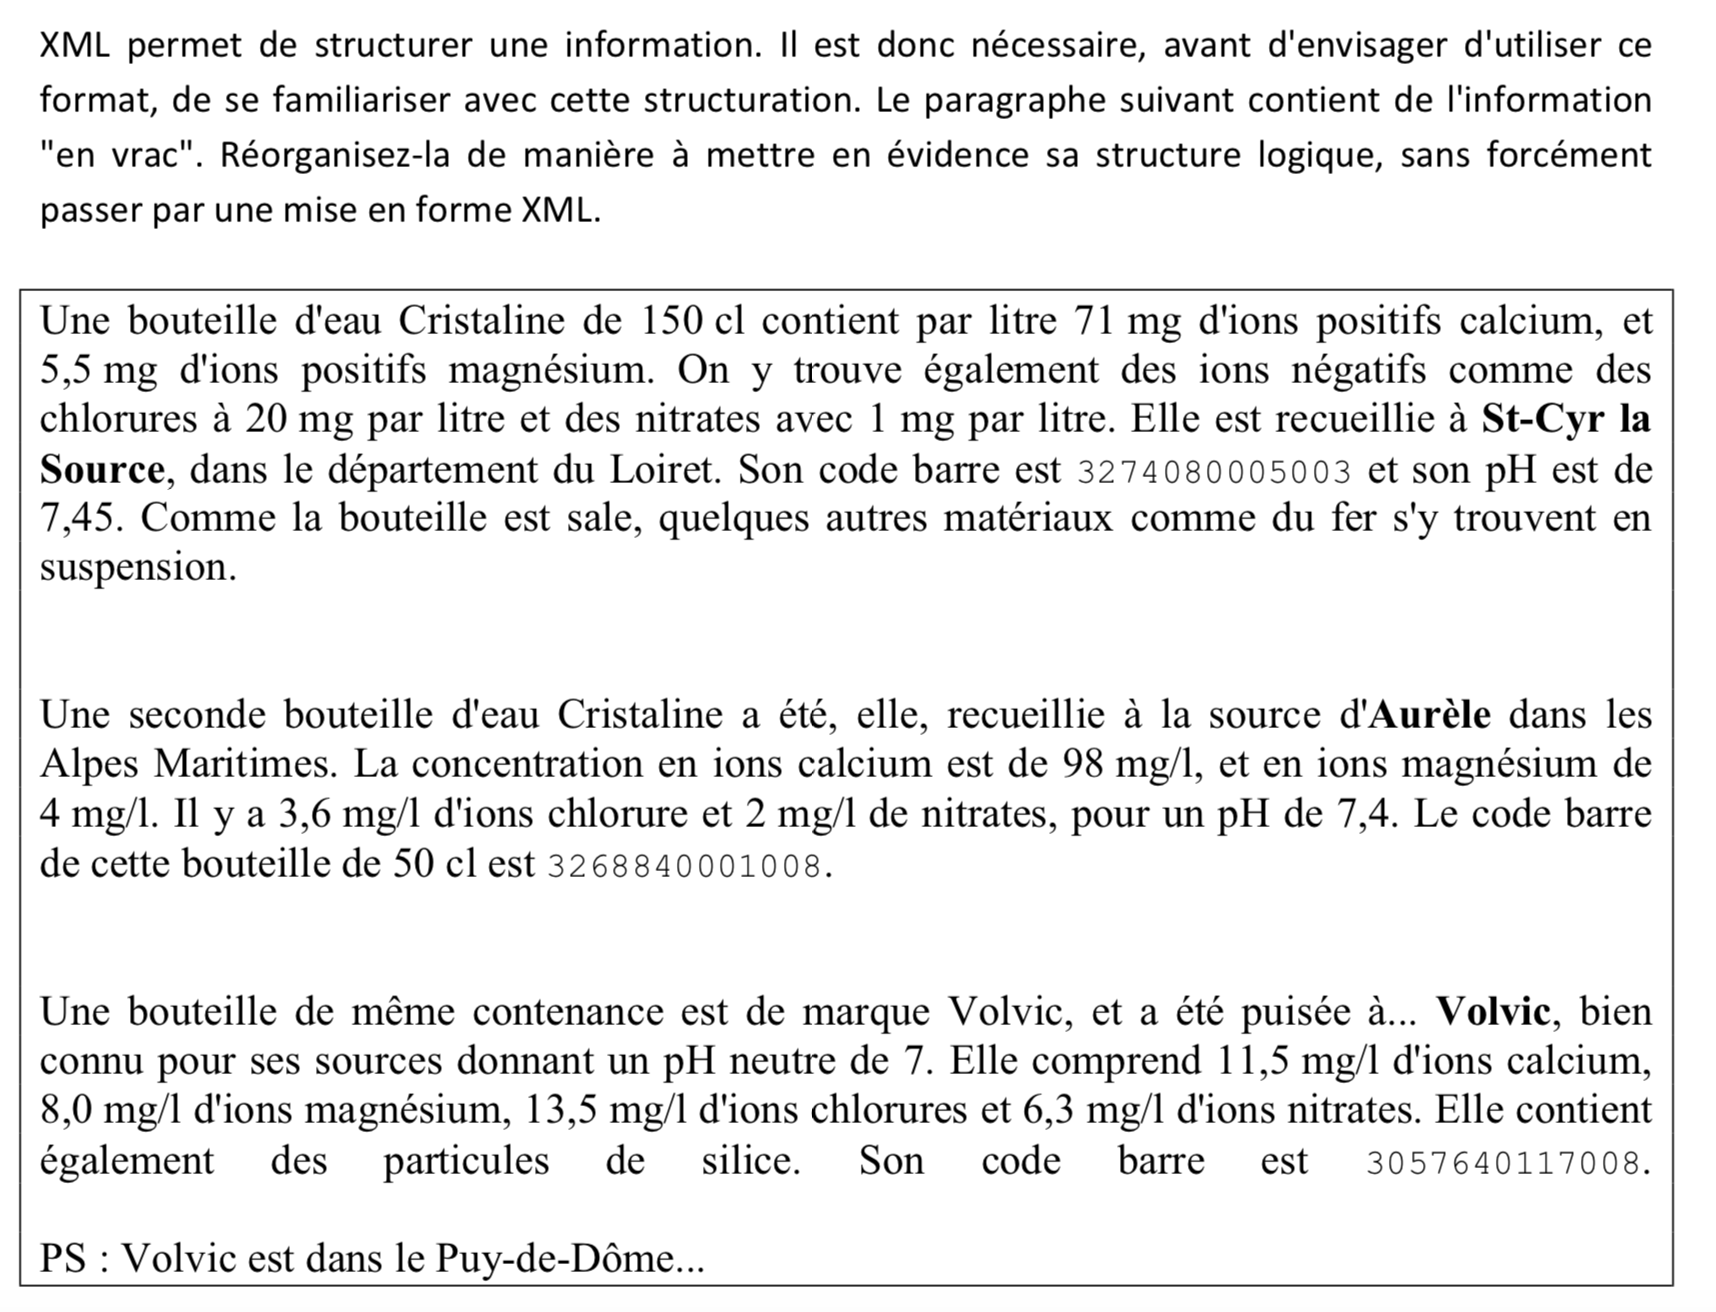 XML permet de structurer une information. Il est donc nécessaire, avant d'envisager d'utiliser ce
format, de se familiariser avec cette structuration. Le paragraphe suivant contient de l'information
"en vrac". Réorganisez-la de manière à mettre en évidence sa structure logique, sans forcément
passer par une mise en forme XML.
Une bouteille d'eau Cristaline de 150 cl contient par litre 71 mg d'ions positifs calcium, et
5,5 mg d'ions positifs magnésium. On y trouve également des ions négatifs comme des
chlorures à 20 mg par litre et des nitrates avec 1 mg par litre. Elle est recueillie à St-Cyr la
Source, dans le département du Loiret. Son code barre est 3274080005003 et son pH est de
7,45. Comme la bouteille est sale, quelques autres matériaux comme du fer s'y trouvent en
suspension.
Une seconde bouteille d'eau Cristaline a été, elle, recueillie à la source d'Aurèle dans les
Alpes Maritimes. La concentration en ions calcium est de 98 mg/l, et en ions magnésium de
4 mg/l. Il y a 3,6 mg/l d'ions chlorure et 2 mg/l de nitrates, pour un pH de 7,4. Le code barre
de cette bouteille de 50 cl est 3268840001008.
Une bouteille de même contenance est de marque Volvic, et a été puisée à... Volvic, bien
connu pour ses sources donnant un pH neutre de 7. Elle comprend 11,5 mg/l d'ions calcium,
8,0 mg/l d'ions magnésium, 13,5 mg/l d'ions chlorures et 6,3 mg/l d'ions nitrates. Elle contient
également des particules de silice. Son code barre est 3057640117008.
PS : Volvic est dans le Puy-de-Dôme...